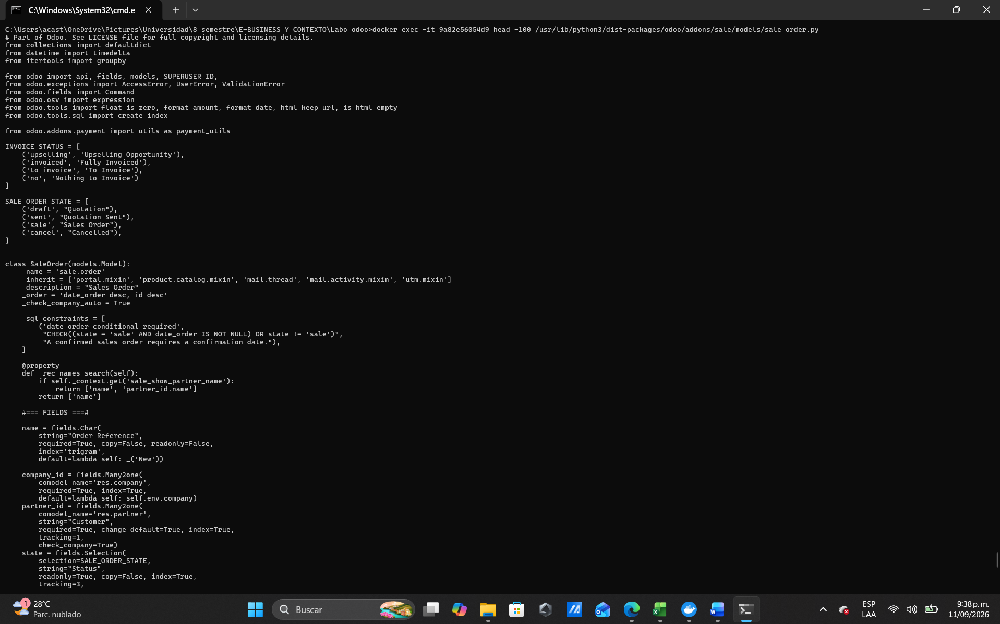 C:\Windows\System32\cmd.e
C:\Users\acast\OneDrive\Pictures\Universidad\8 semestre\E-BUSINESS Y CONTEXTO\Labo_odoo>docker exec -it 9a82e56054d9 head -100 /usr/lib/python3/dist-packages/odoo/addons/sale/models/sale_order.py
# Part of Odoo. See LICENSE file for full copyright and licensing details.
from collections import defaultdict
from datetime import timedelta
from itertools import groupby

from odoo import api, fields, models, SUPERUSER_ID, _
from odoo.exceptions import AccessError, UserError, ValidationError
from odoo.fields import Command
from odoo.osv import expression
from odoo.tools import float_is_zero, format_amount, format_date, html_keep_url, is_html_empty
from odoo.tools.sql import create_index

from odoo.addons.payment import utils as payment_utils

INVOICE_STATUS = [
    ('upselling', 'Upselling Opportunity'),
    ('invoiced', 'Fully Invoiced'),
    ('to invoice', 'To Invoice'),
    ('no', 'Nothing to Invoice')
]

SALE_ORDER_STATE = [
    ('draft', "Quotation"),
    ('sent', "Quotation Sent"),
    ('sale', "Sales Order"),
    ('cancel', "Cancelled"),
]


class SaleOrder(models.Model):
    _name = 'sale.order'
    _inherit = ['portal.mixin', 'product.catalog.mixin', 'mail.thread', 'mail.activity.mixin', 'utm.mixin']
    _description = "Sales Order"
    _order = 'date_order desc, id desc'
    _check_company_auto = True

    _sql_constraints = [
        ('date_order_conditional_required',
         "CHECK((state = 'sale' AND date_order IS NOT NULL) OR state != 'sale')",
         "A confirmed sales order requires a confirmation date."),
    ]

    @property
    def _rec_names_search(self):
        if self._context.get('sale_show_partner_name'):
            return ['name', 'partner_id.name']
        return ['name']

    #=== FIELDS ===#

    name = fields.Char(
        string="Order Reference",
        required=True, copy=False, readonly=False,
        index='trigram',
        default=lambda self: _('New'))

    company_id = fields.Many2one(
        comodel_name='res.company',
        required=True, index=True,
        default=lambda self: self.env.company)
    partner_id = fields.Many2one(
        comodel_name='res.partner',
        string="Customer",
        required=True, change_default=True, index=True,
        tracking=1,
        check_company=True)
    state = fields.Selection(
        selection=SALE_ORDER_STATE,
        string="Status",
        readonly=True, copy=False, index=True,
        tracking=3,
1
28°C
Parc. nublado
Buscar
ESP
LAA
9:38 p.m.
11/09/2026